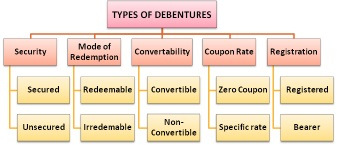 TYPES OF DEBENTURES
Security
Mode of
Redemption
Convertability
Coupon Rate
Registration
Secured
Redeemable
Convertible
Zero Coupon
Registered
Unsecured
Irredemable
Non-
Convertible
Specific rate
Bearer